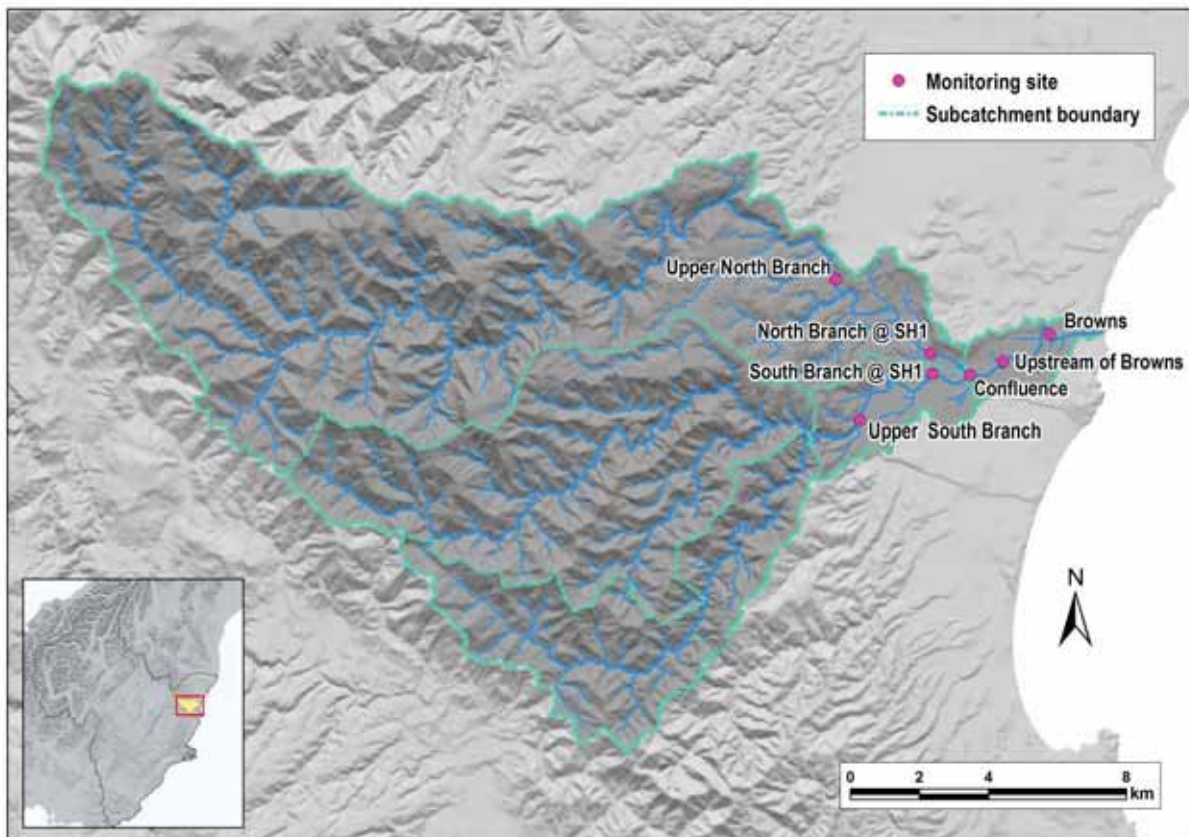 Monitoring site
Subcatchment boundary
Upper North Branch
North Branch @ SH1
Browns
South Branch @ SH1
Upstream of Browns
Confluence
Upper South Branch
N
0 2 4 8
km